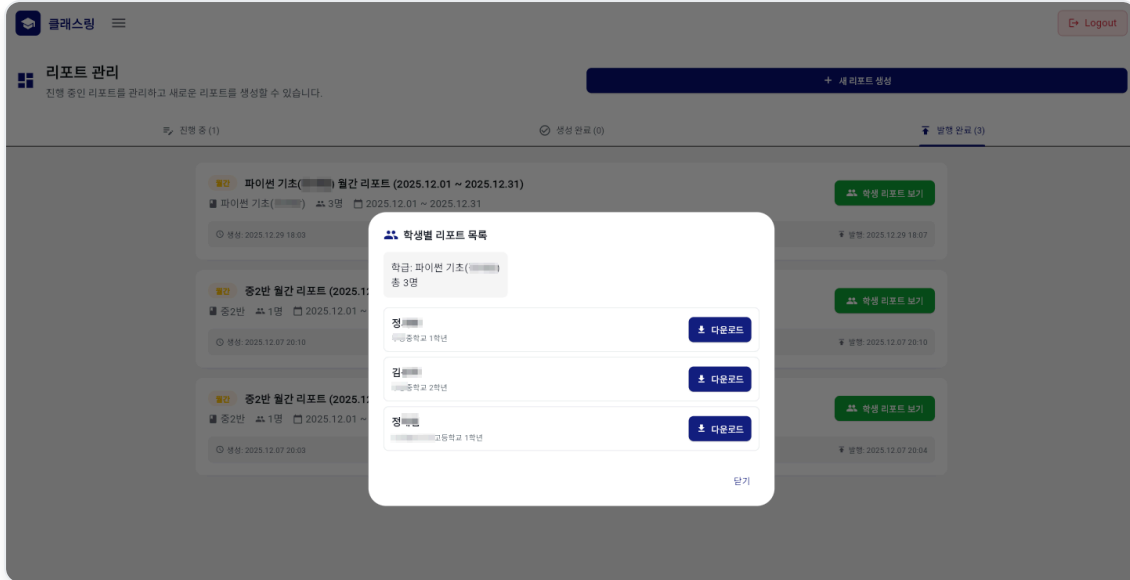 클래스링
Logout
리포트 관리
진행 중인 리포트를 관리하고 새로운 리포트를 생성할 수 있습니다.
+ 새 리포트 생성
진행 중 (1)
생성 완료 (0)
발행 완료 (3)
월간 파이썬 기초( ) 월간 리포트 (2025.12.01 ~ 2025.12.31)
파이썬 기초( ) 3명 2025.12.01 ~ 2025.12.31
학생 리포트 보기
생성: 2025.12.29 18:03
발행: 2025.12.29 18:07
월간 중2반 월간 리포트 (2025.1
중2반 1명 2025.12.01 ~
학생 리포트 보기
생성: 2025.12.07 20:10
발행: 2025.12.07 20:10
월간 중2반 월간 리포트 (2025.1
중2반 1명 2025.12.01 ~
학생 리포트 보기
생성: 2025.12.07 20:03
발행: 2025.12.07 20:04
학생별 리포트 목록
학급: 파이썬 기초( )
총 3명
정
중학교 1학년
다운로드
김
중학교 2학년
다운로드
정
고등학교 1학년
다운로드
닫기